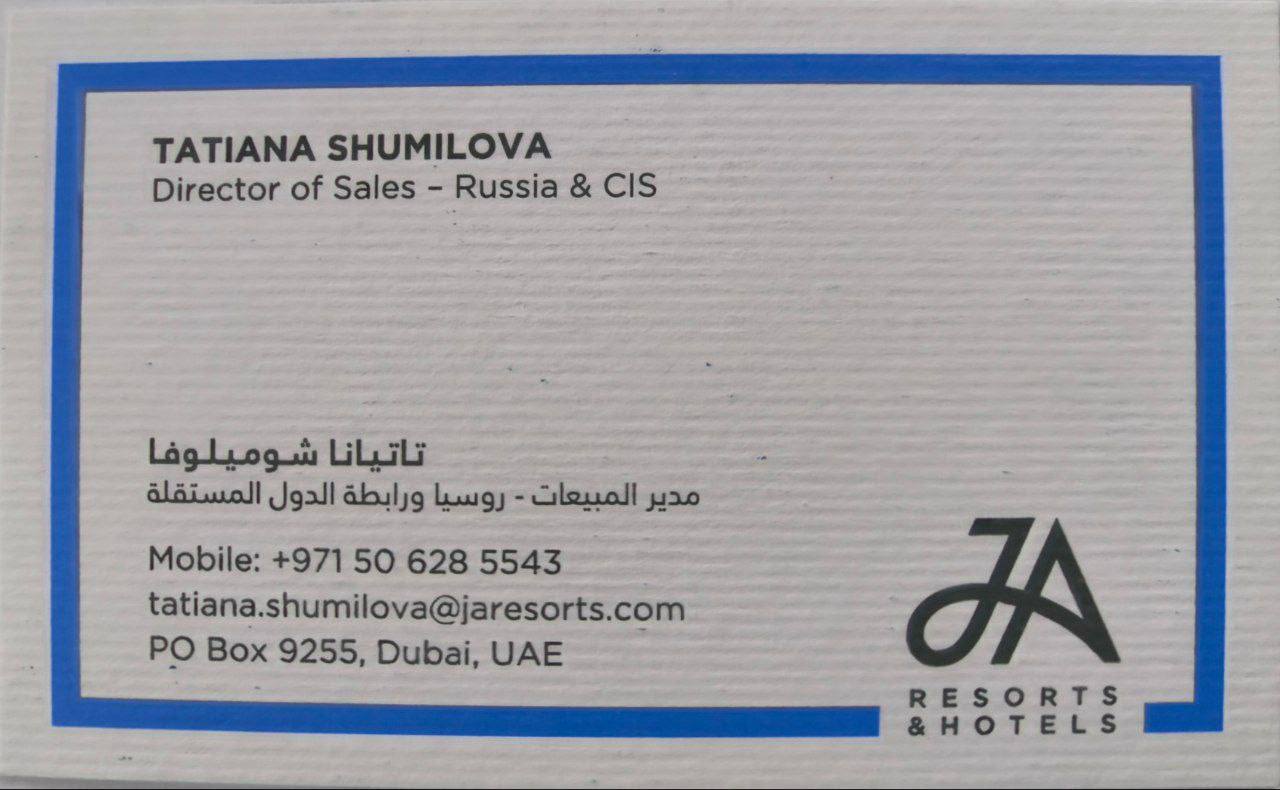 TATIANA SHUMILOVA
Director of Sales – Russia & CIS
تاتيانا شوميلوفا
مدير المبيعات - روسيا ورابطة الدول المستقلة
Mobile: +971 50 628 5543
tatiana.shumilova@jaresorts.com
PO Box 9255, Dubai, UAE
JA
RESORTS
& HOTELS